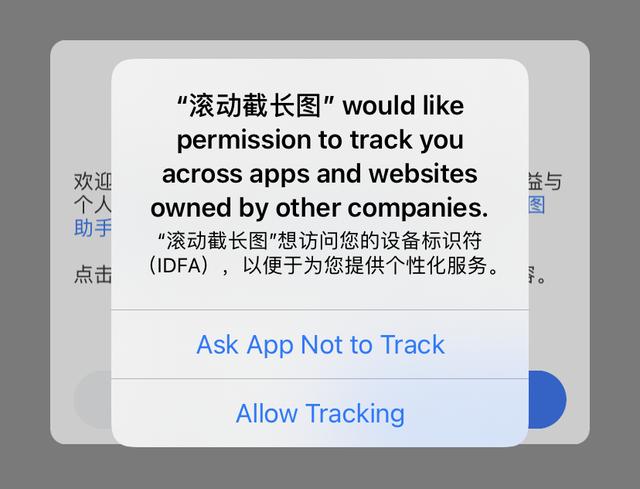 “滚动截长图” would like
permission to track you
across apps and websites
owned by other companies.
“滚动截长图”想访问您的设备标识符
（IDFA），以便于为您提供个性化服务。
Ask App Not to Track
Allow Tracking
欢迎
益与
个人
图
助手
点击
容。